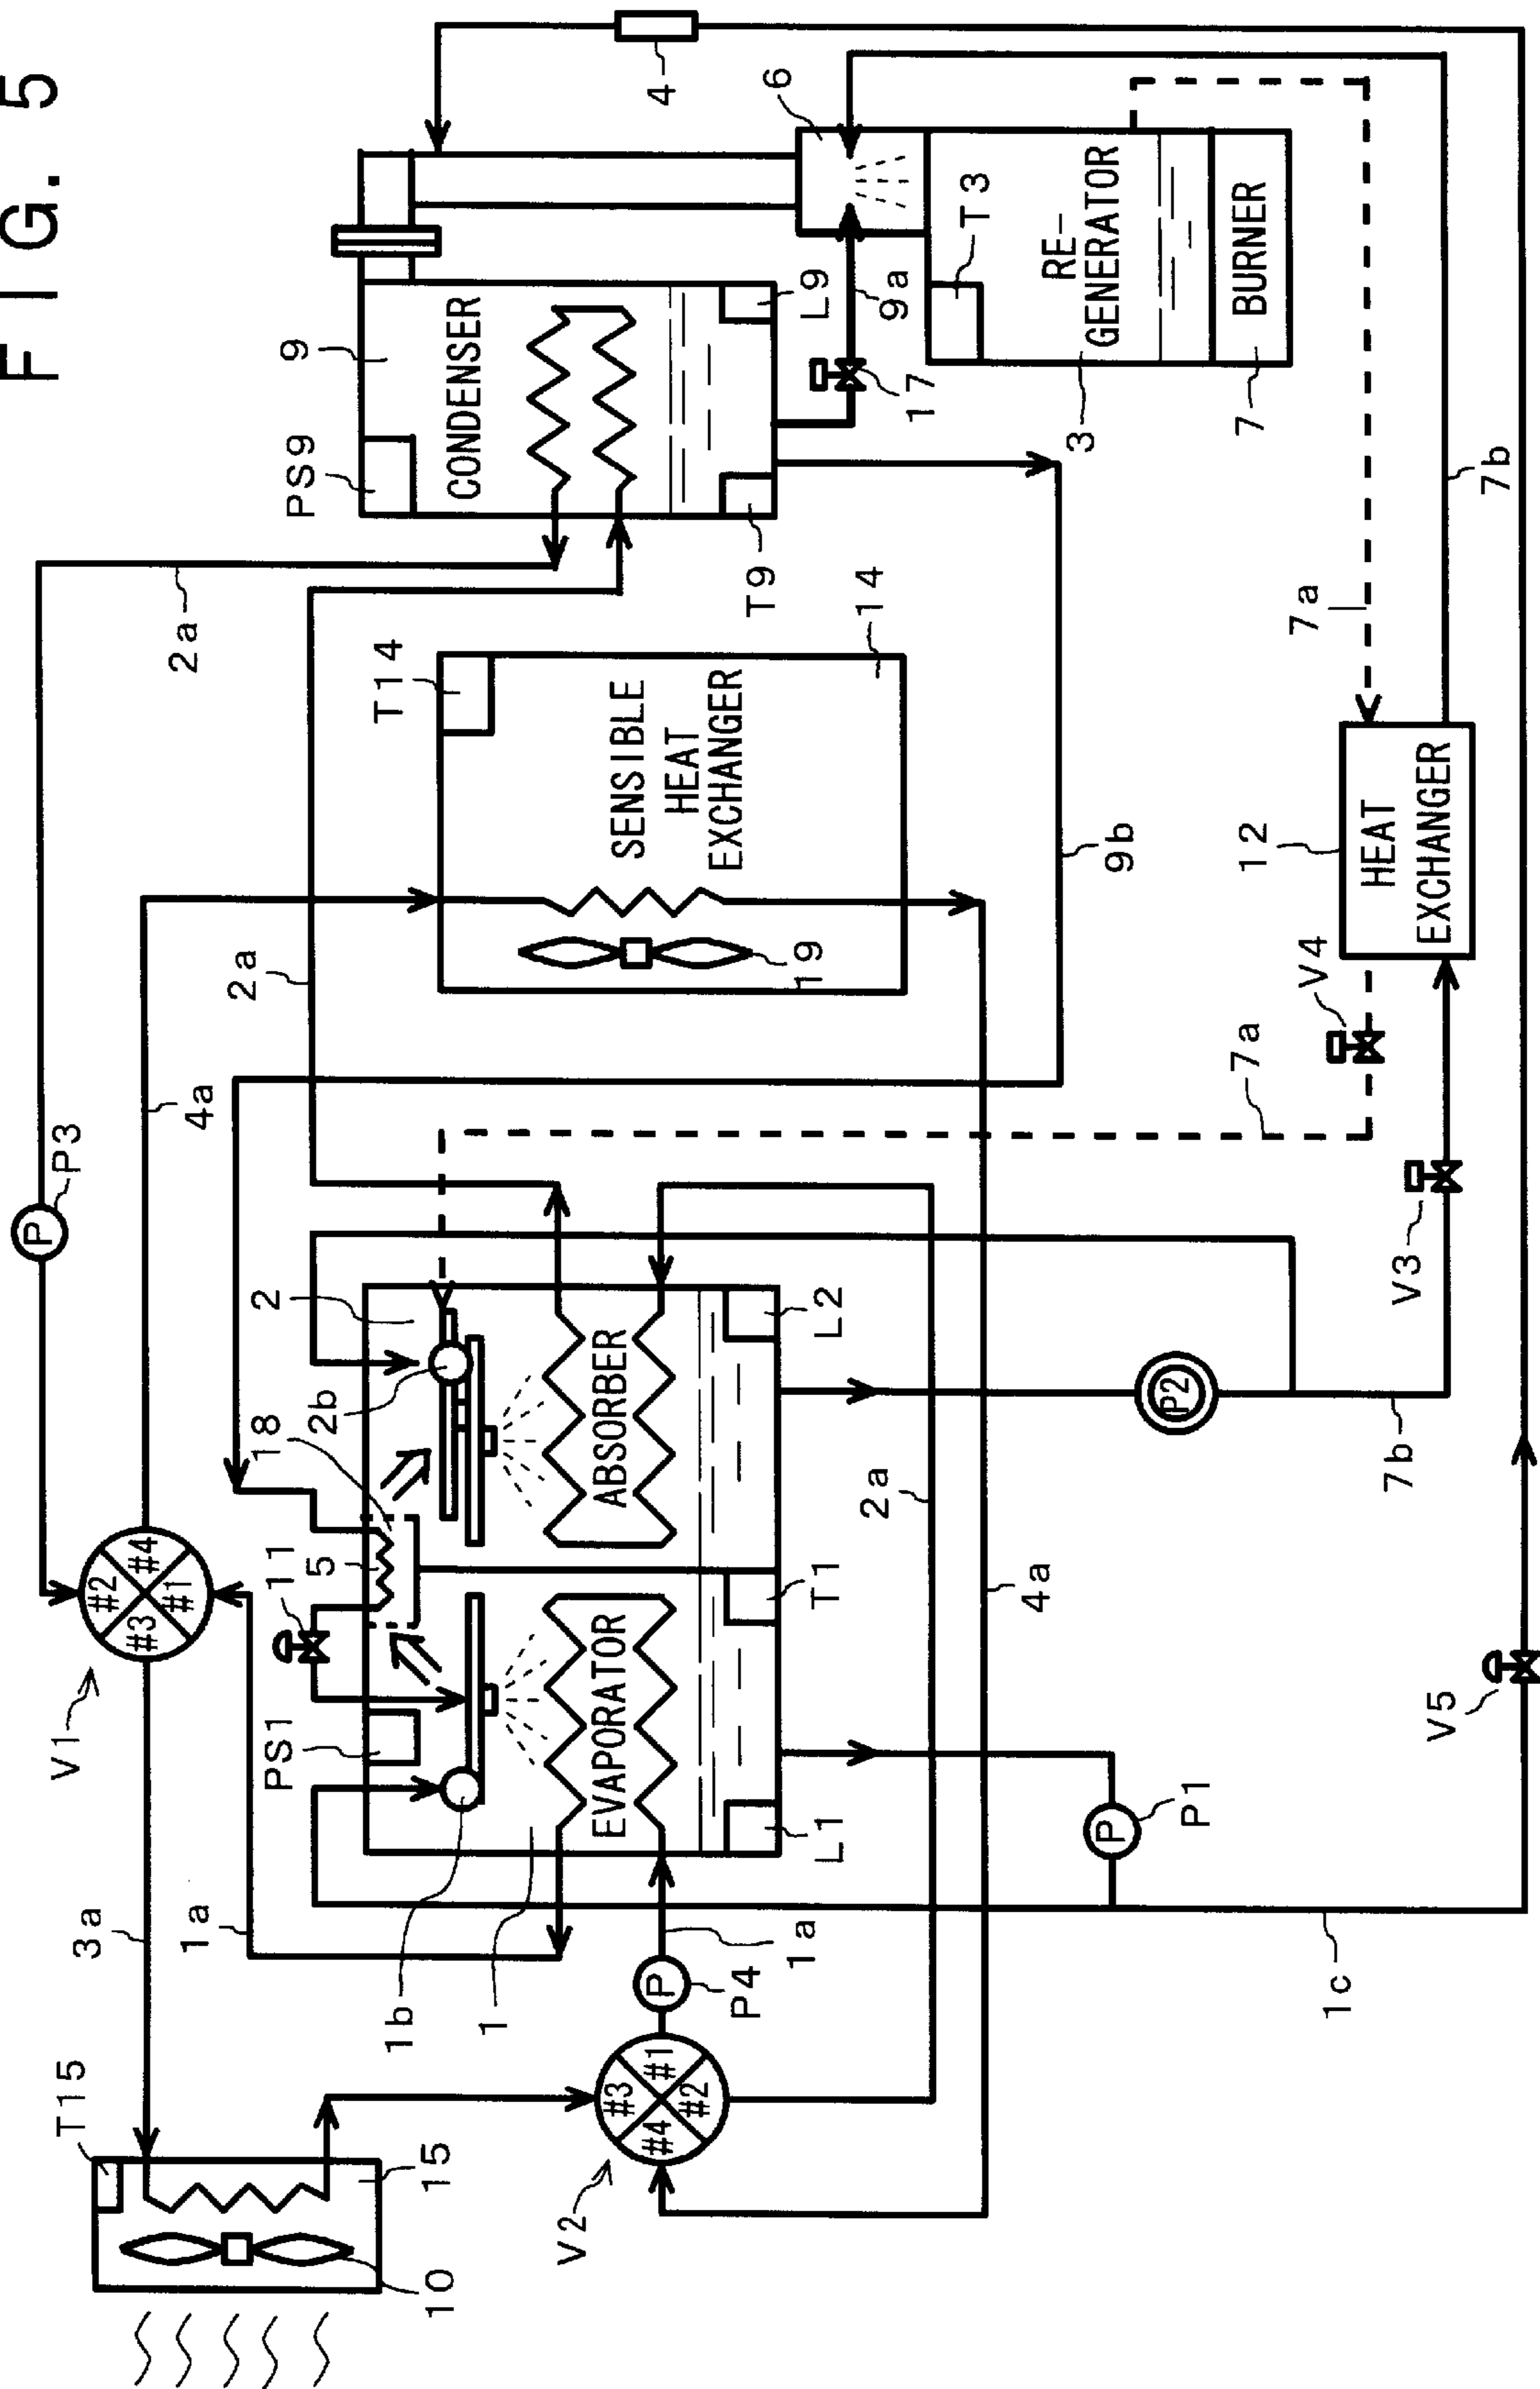 FIG. 5
4
6
RE-
GENERATOR
T3
BURNER
9
CONDENSER
PS9
L9
9a
17
3
7
7b
T9
2a
14
T14
SENSIBLE
HEAT
EXCHANGER
19
7a
12
HEAT
EXCHANGER
9b
V4
7a
2a
4a
P3
P
2
2b
18
ABSORBER
L2
V3
P2
7b
2a
5
11
T1
4a
#4
#2
#1
#3
V1
PS1
EVAPORATOR
L1
P
P1
V5
3a
1a
1b
1
P
P4
1a
1c
T15
15
10
#1
#3
#2
#4
V2